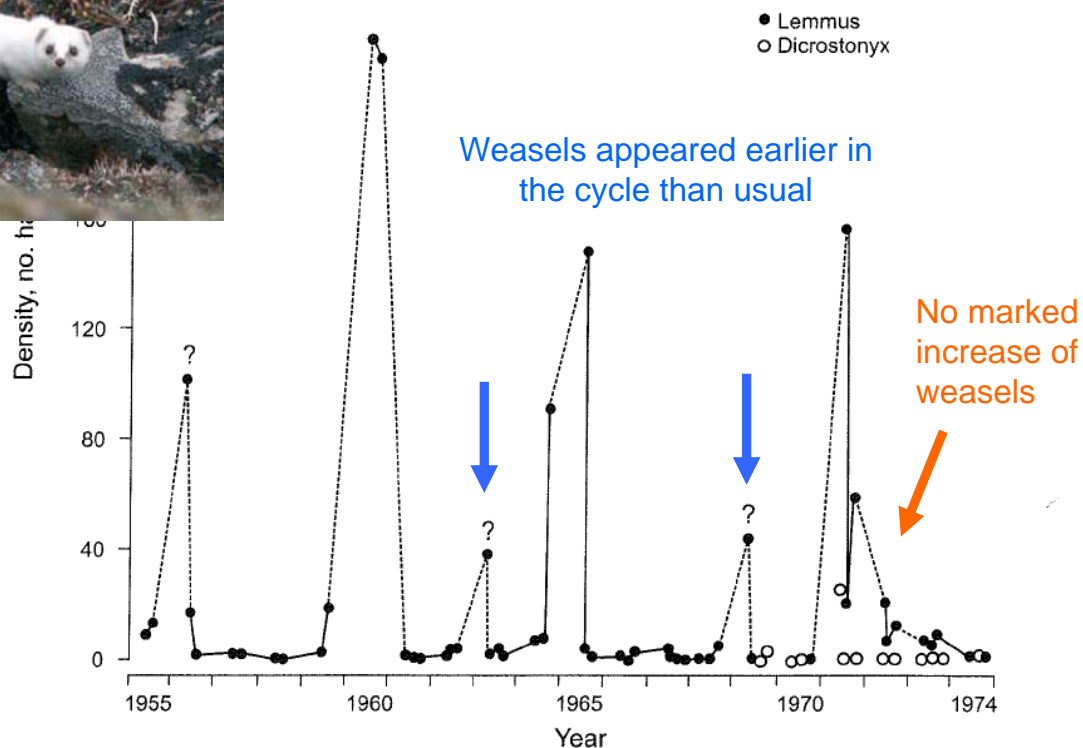 Lemmus
Dicrostonyx
Weasels appeared earlier in
the cycle than usual
Density, no.
120
?
No marked
increase of
weasels
80
?
?
40
0
1955
1960
1965
1970
1974
Year